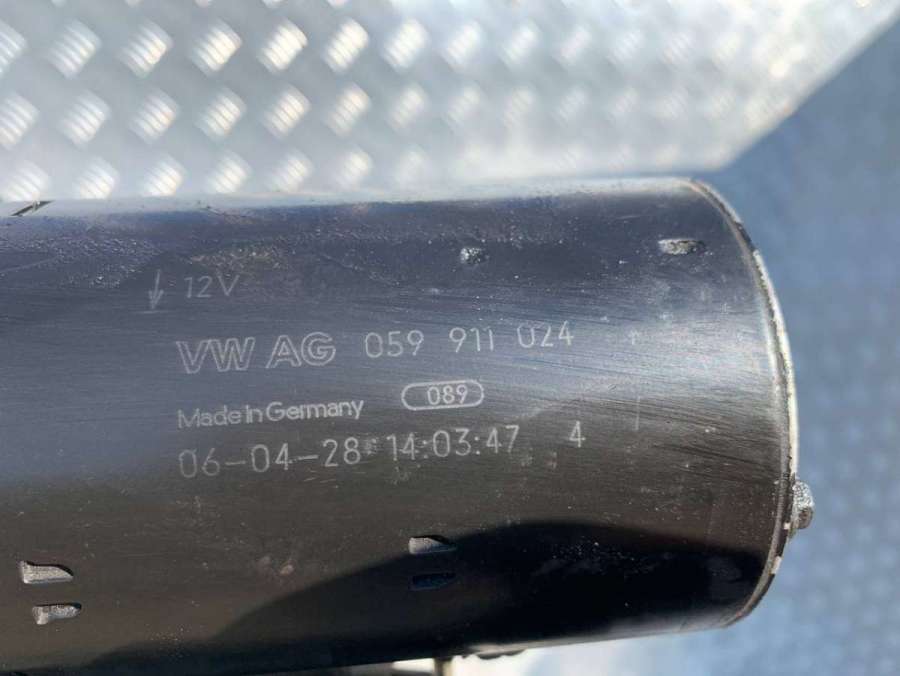 12V
VW AG 059 911 024
Made in Germany 089
06-04-28 14:03:47 4